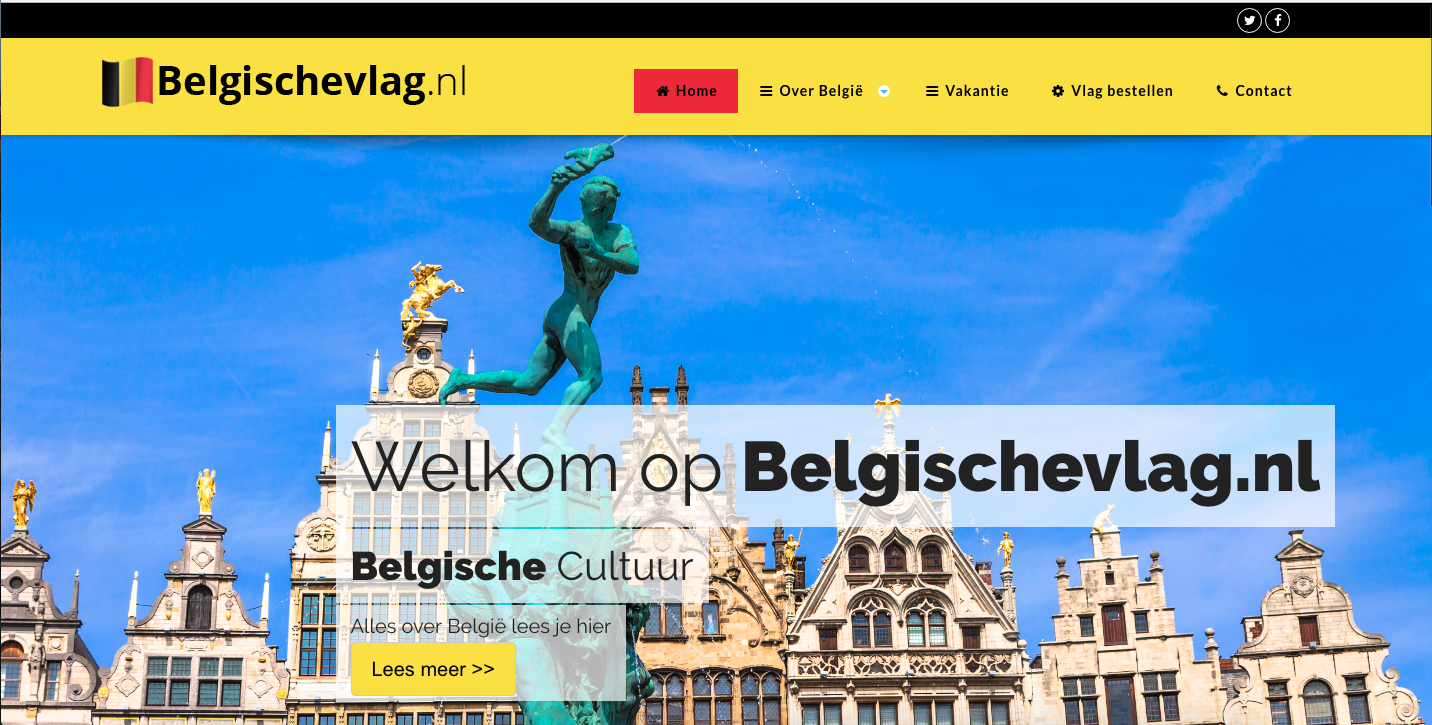 Belgischevlag.nl
Home Over België Vakantie Vlag bestellen Contact
Welkom op Belgischevlag.nl
Belgische Cultuur
Alles over België lees je hier
Lees meer >>